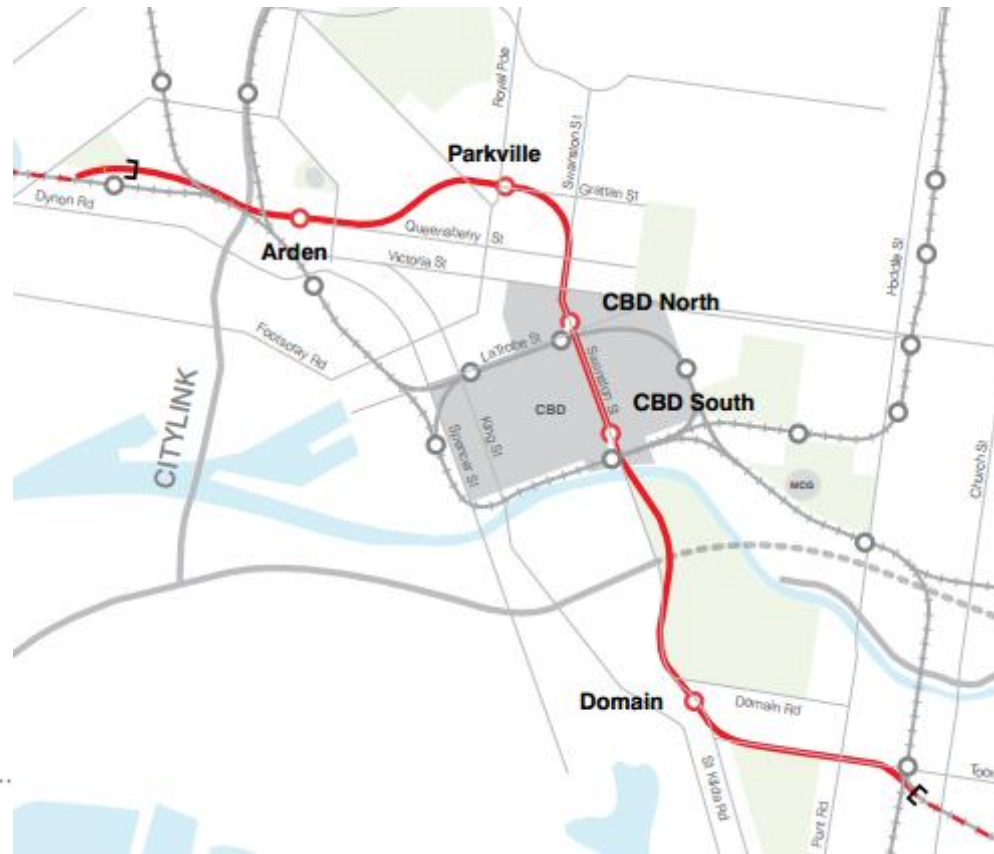 Royal Pde
Swanston St
Parkville
Grattan St
Dynon Rd
Queensberry St
Hoddle St
Arden
Victoria St
CBD North
Footscray Rd
LaTrobe St
Swanston St
CITYLINK
CBD
CBD South
King St
Spencer St
Church St
MCG
Domain
Domain Rd
St Kilda Rd
Punt Rd
Toor